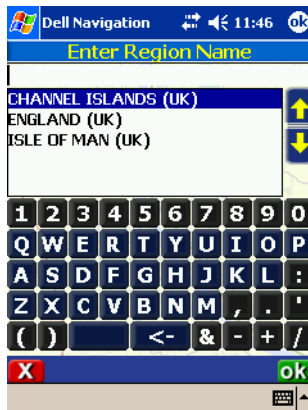 Dell Navigation 11:46 ok
Enter Region Name
CHANNEL ISLANDS (UK)
ENGLAND (UK)
ISLE OF MAN (UK)
1 2 3 4 5 6 7 8 9 0
Q W E R T Y U I O P
A S D F G H J K L :
Z X C V B N M , . "
( ) <- & - + /
X ok